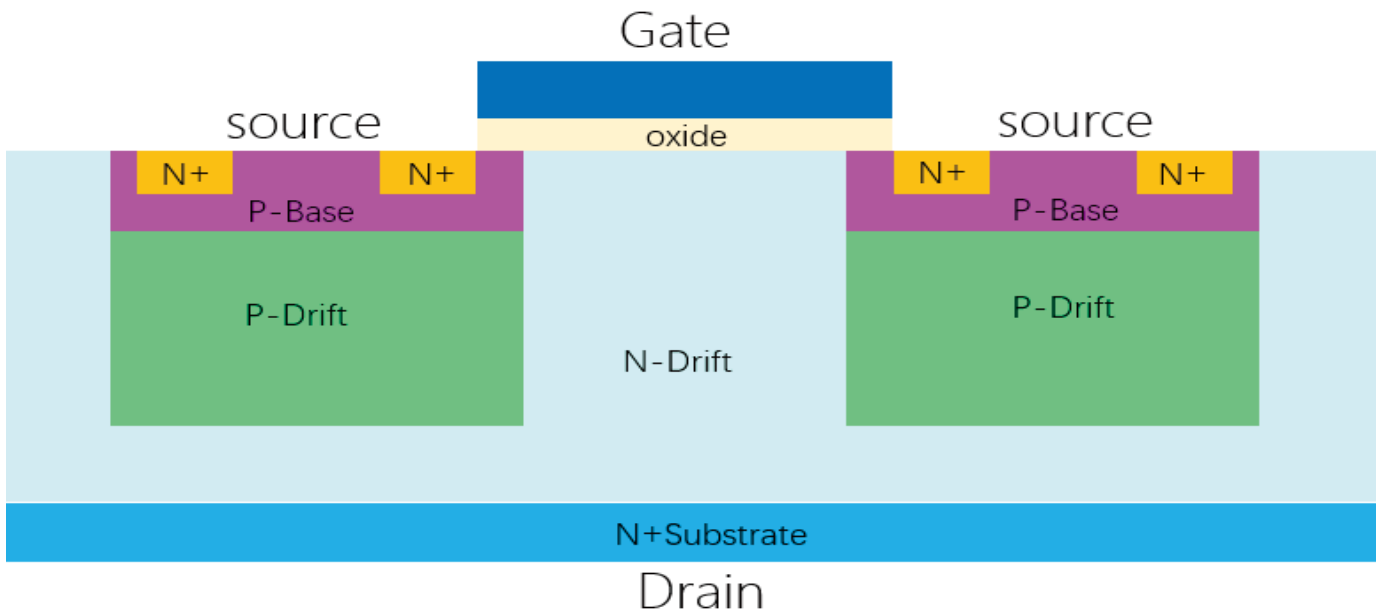 Gate
source
oxide
source
N+
N+
N+
N+
P-Base
P-Base
P-Drift
P-Drift
N-Drift
N+Substrate
Drain